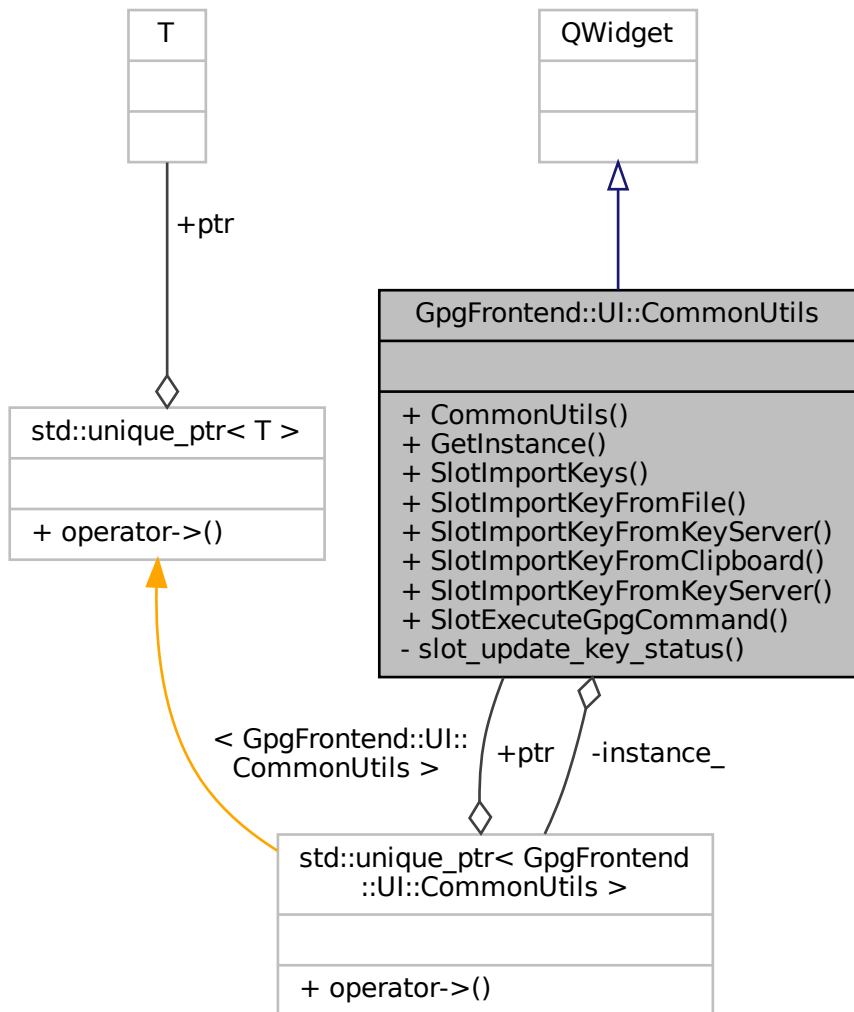 T
QWidget
+ptr
GpgFrontend::UI::CommonUtils
+ CommonUtils()
+ GetInstance()
+ SlotImportKeys()
+ SlotImportKeyFromFile()
+ SlotImportKeyFromKeyServer()
+ SlotImportKeyFromClipboard()
+ SlotImportKeyFromKeyServer()
+ SlotExecuteGpgCommand()
- slot_update_key_status()
std::unique_ptr< T >
+ operator->()
< GpgFrontend::UI::
CommonUtils >
+ptr
-instance_
std::unique_ptr< GpgFrontend
::UI::CommonUtils >
+ operator->()